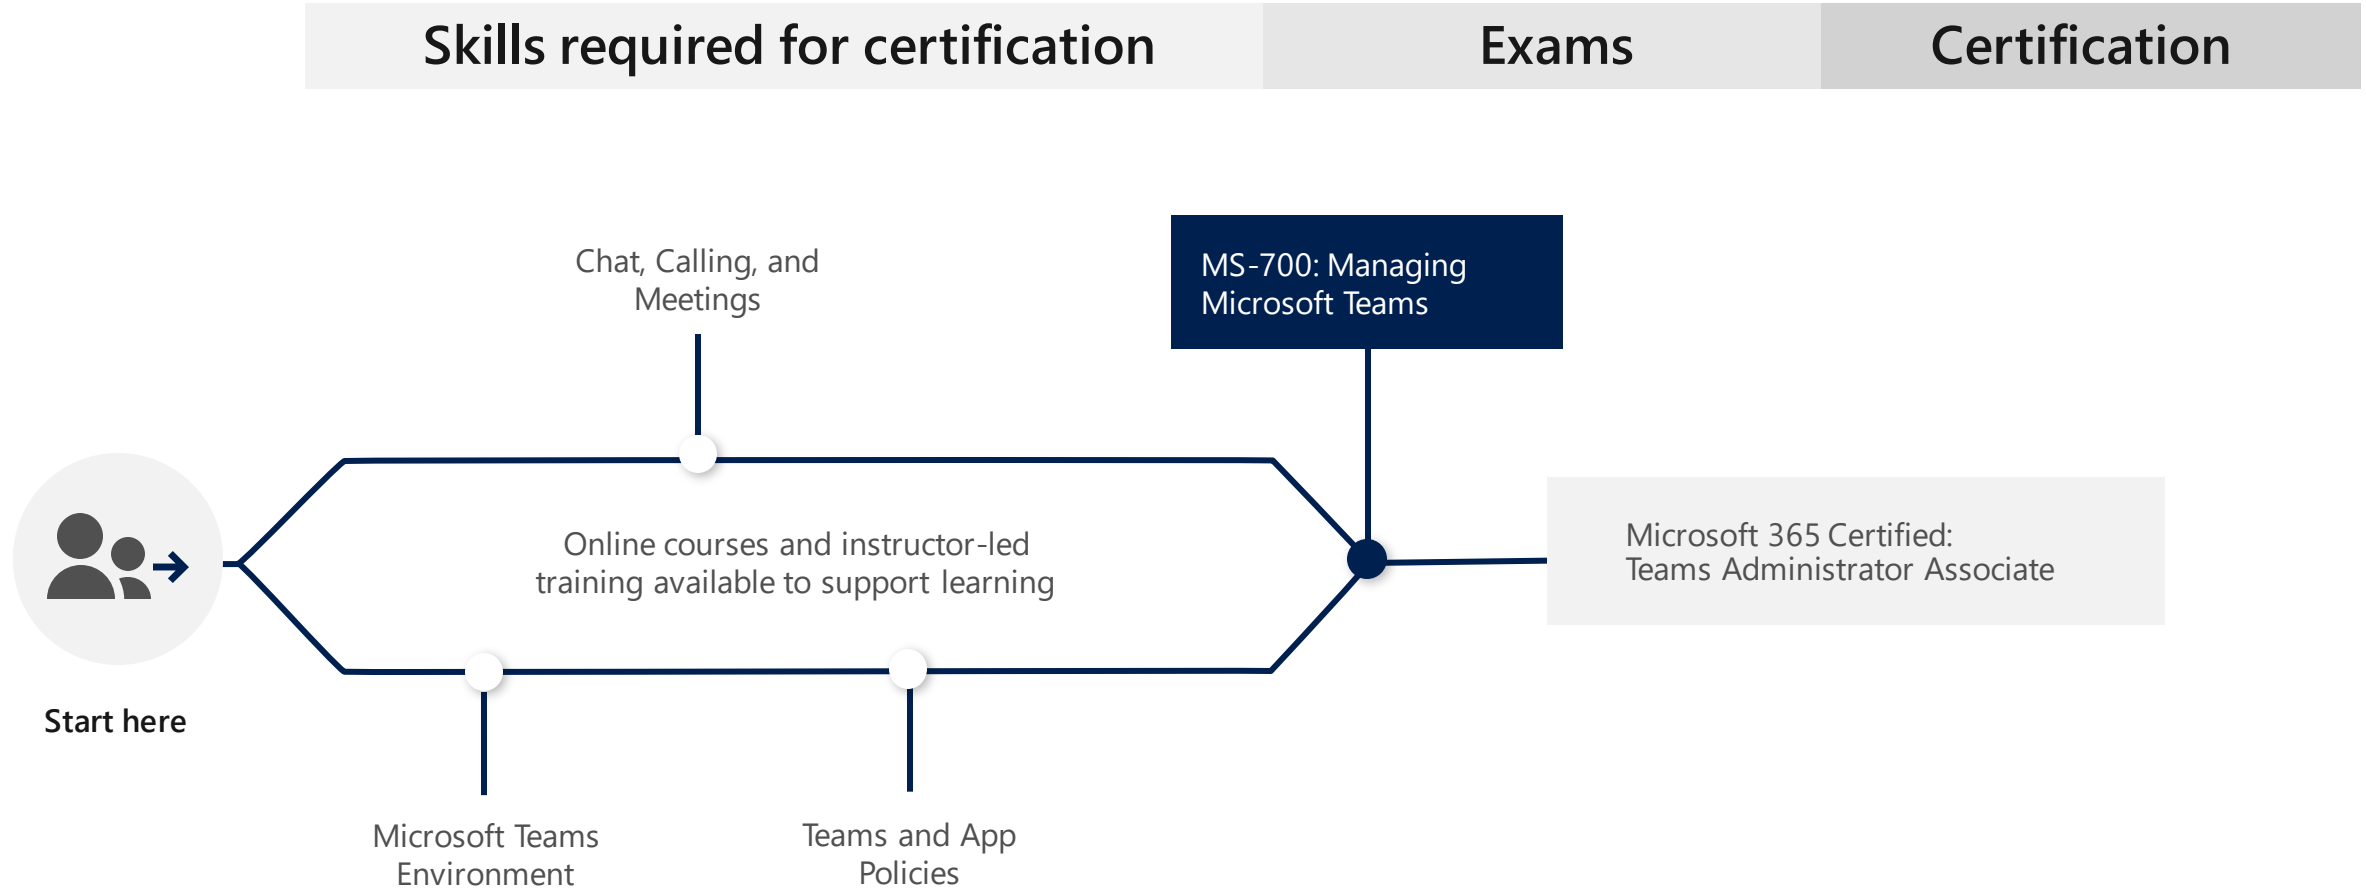 Skills required for certification
Exams
Certification
Chat, Calling, and
Meetings
MS-700: Managing
Microsoft Teams
Online courses and instructor-led
training available to support learning
Microsoft 365 Certified:
Teams Administrator Associate
Start here
Microsoft Teams
Environment
Teams and App
Policies